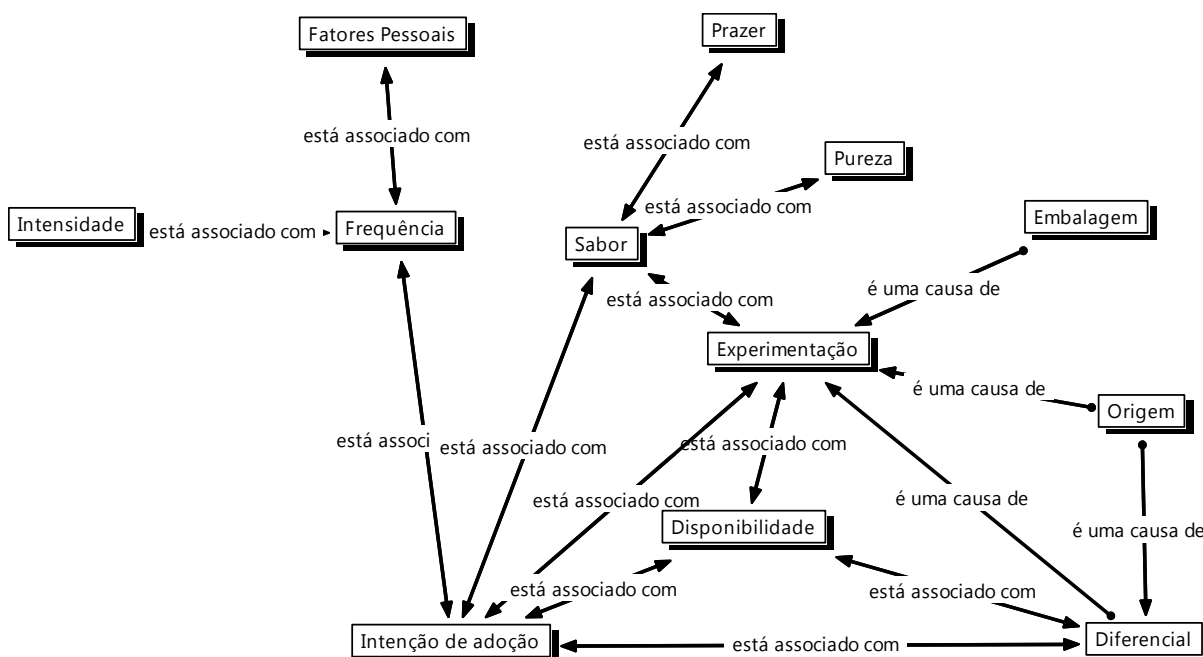 Fatores Pessoais
Prazer
está associado com
está associado com
Pureza
está associado com
Intensidade
está associado com
Frequência
Sabor
Embalagem
está associado com
é uma causa de
Experimentação
é uma causa de
Origem
está associ
está associado com
está associado com
está associado com
é uma causa de
Disponibilidade
é uma causa de
está associado com
está associado com
Intenção de adoção
está associado com
Diferencial